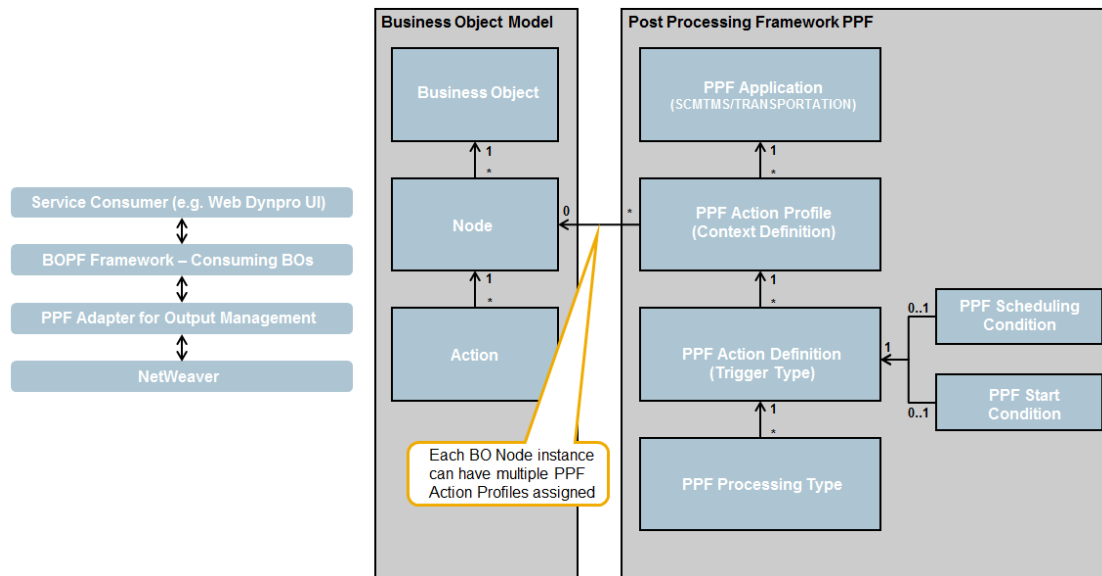 Business Object Model
Post Processing Framework PPF
Business Object
PPF Application
(SCMTMS/TRANSPORTATION)
1
*
1
*
Service Consumer (e.g. Web Dynpro UI)
BOPF Framework – Consuming BOs
PPF Adapter for Output Management
NetWeaver
Node
0
*
PPF Action Profile
(Context Definition)
1
*
1
*
Action
PPF Action Definition
(Trigger Type)
1
0..1
PPF Scheduling
Condition
0..1
PPF Start
Condition
1
*
PPF Processing Type
Each BO Node instance
can have multiple PPF
Action Profiles assigned